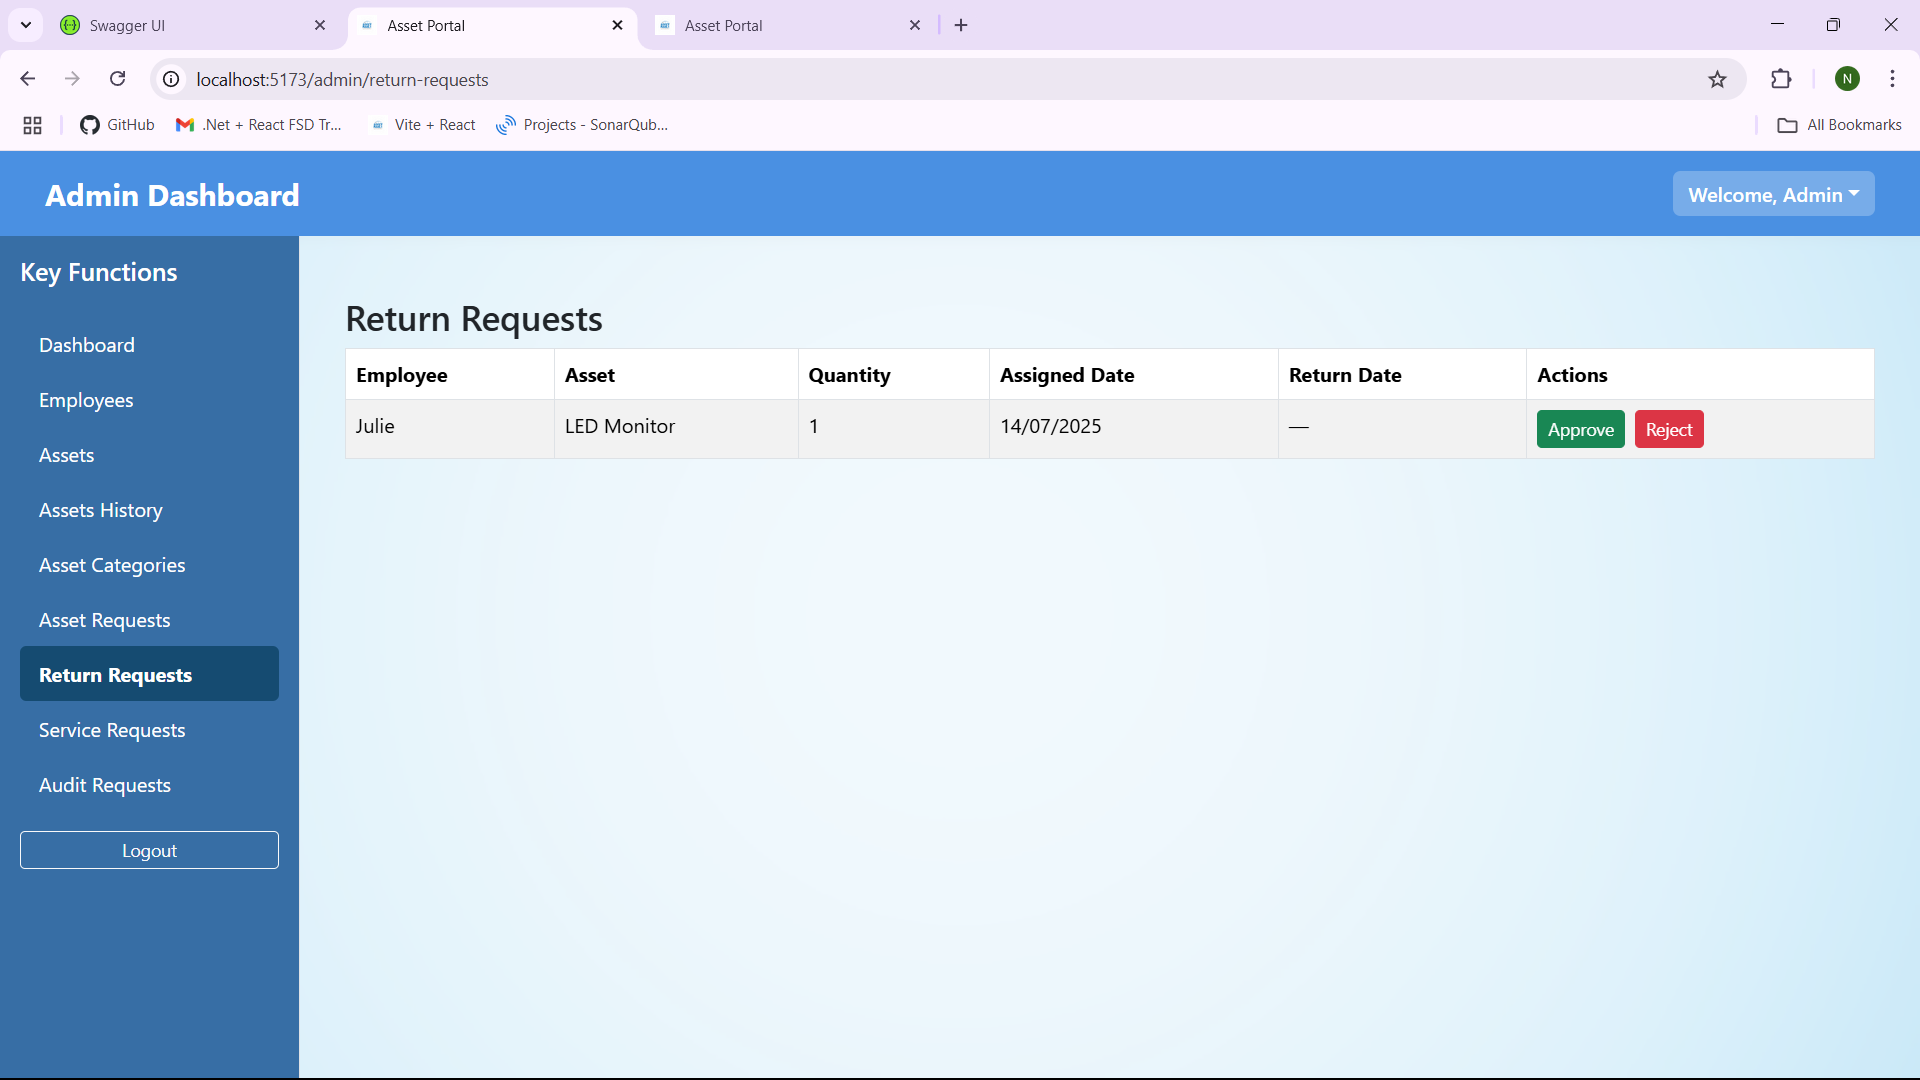 Swagger UI
Asset Portal
Asset Portal
localhost:5173/admin/return-requests
N
GitHub
.Net + React FSD Tr...
Vite + React
Projects - SonarQub...
All Bookmarks
Admin Dashboard
Welcome, Admin
Key Functions
Dashboard
Employees
Assets
Assets History
Asset Categories
Asset Requests
Return Requests
Service Requests
Audit Requests
Logout
Return Requests
Employee Asset Quantity Assigned Date Return Date Actions
Julie LED Monitor 1 14/07/2025 — Approve Reject